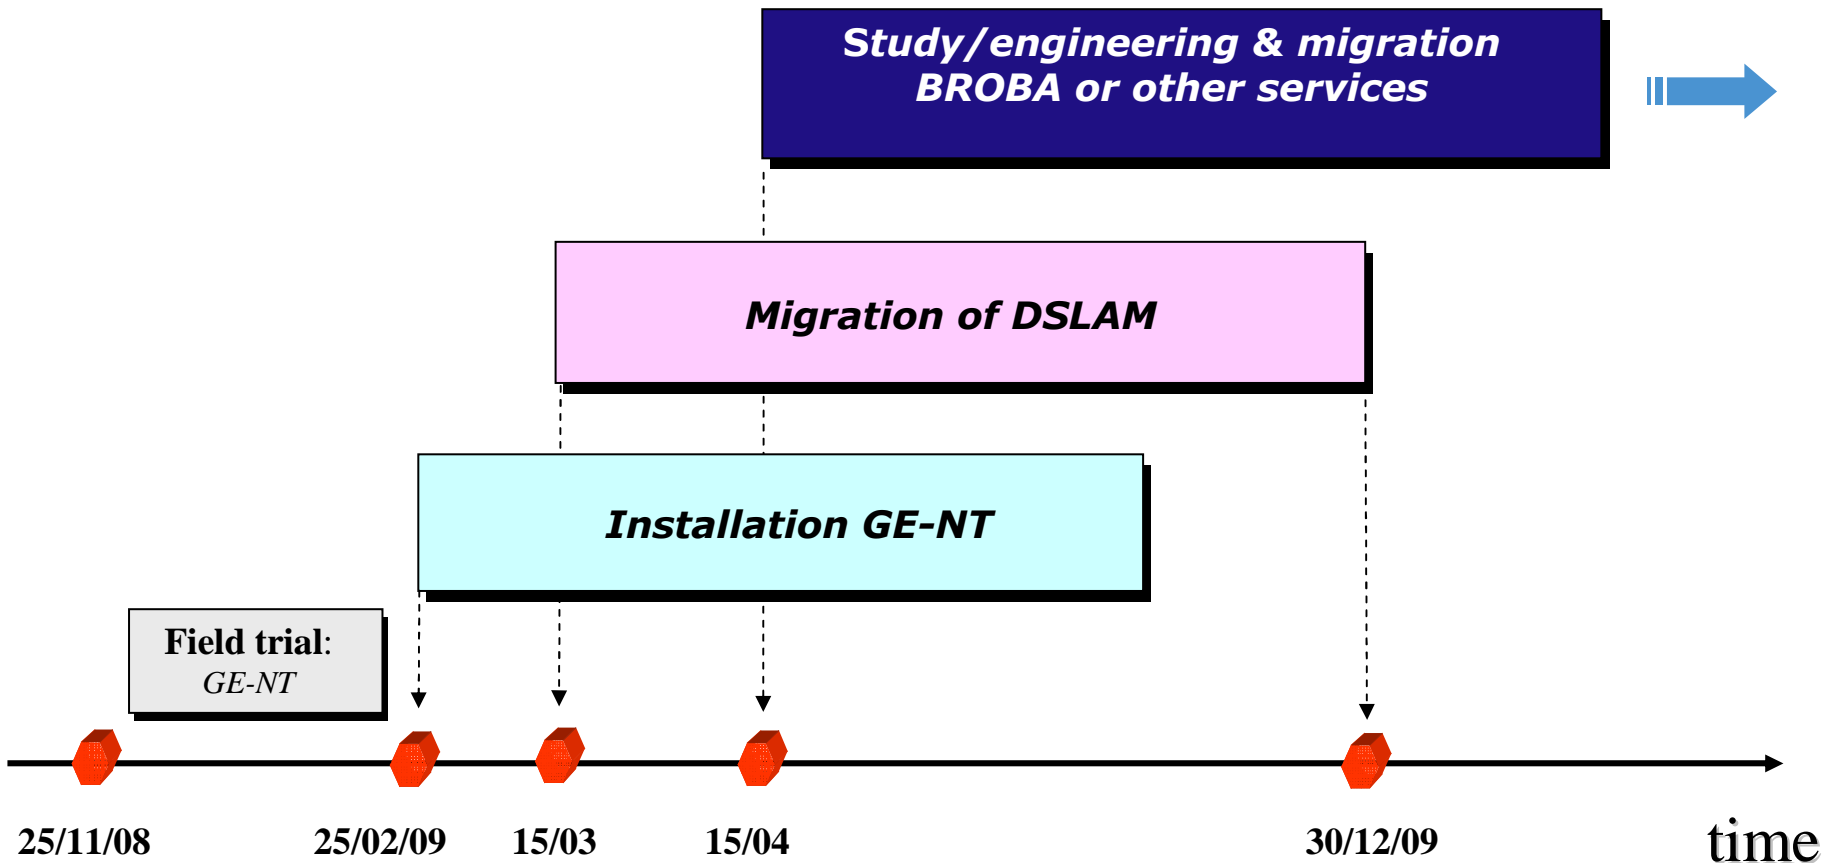 Study/engineering & migration
BROBA or other services
Migration of DSLAM
Installation GE-NT
Field trial:
GE-NT
25/11/08 25/02/09 15/03 15/04 30/12/09 time